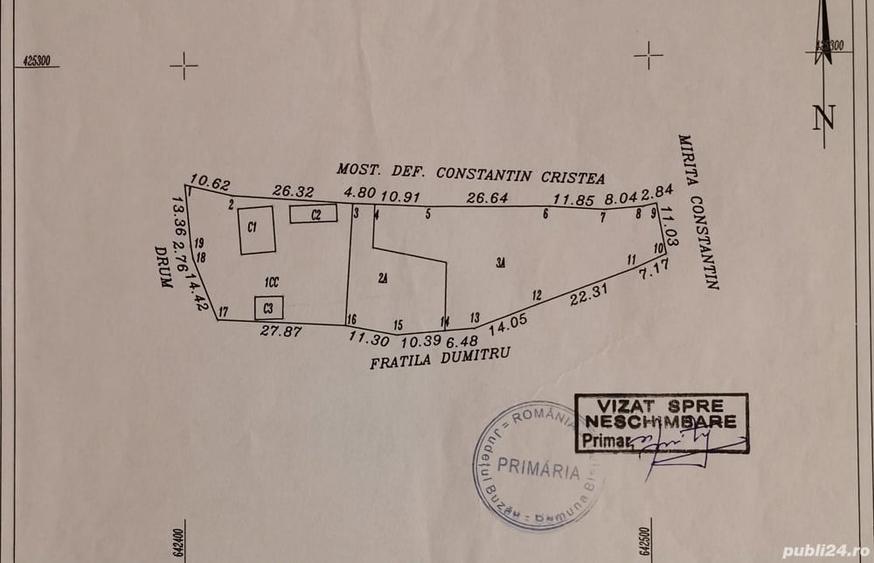 425300
425300
N
MOST. DEF. CONSTANTIN CRISTEA
MIRITA CONSTANTIN
10.62
26.32
4.80
10.91
26.64
11.85
8.04
2.84
11.03
7.17
22.31
14.05
6.48
10.39
11.30
27.87
14.42
2.76
13.36
1
2
3
4
5
6
7
8
9
10
11
12
13
14
15
16
17
18
19
C1
C2
C3
1CC
2A
3A
DRUM
FRATILA DUMITRU
VIZAT SPRE
NESCHIMBARE
Primar,
ROMÂNIA
Județul Buzău
Comuna
PRIMĂRIA
642400
642500
publi24.ro